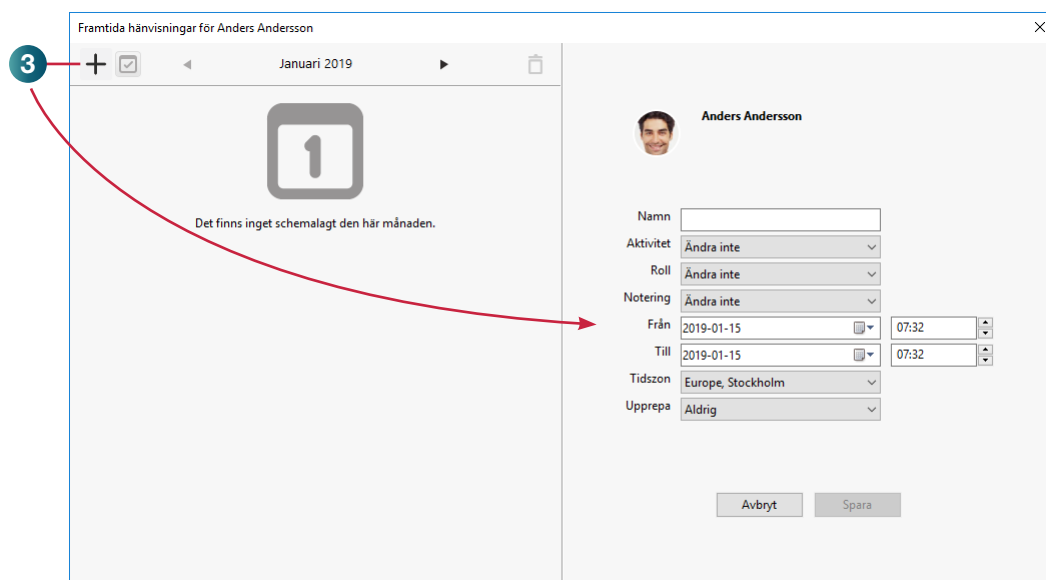 Framtida hänvisningar för Anders Andersson
3
Januari 2019
1
Det finns inget schemalagt den här månaden.
Anders Andersson
Namn
Aktivitet Ändra inte
Roll Ändra inte
Notering Ändra inte
Från 2019-01-15 07:32
Till 2019-01-15 07:32
Tidszon Europe, Stockholm
Upprepa Aldrig
Avbryt Spara